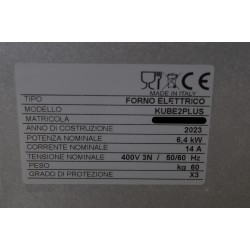 CE
MADE IN ITALY
TIPO FORNO ELETTRICO
MODELLO KUBE2PLUS
MATRICOLA
ANNO DI COSTRUZIONE 2023
POTENZA NOMINALE 6,4 kW
CORRENTE NOMINALE 14 A
TENSIONE NOMINALE 400V 3N / 50/60 Hz
PESO kg 60
GRADO DI PROTEZIONE X3